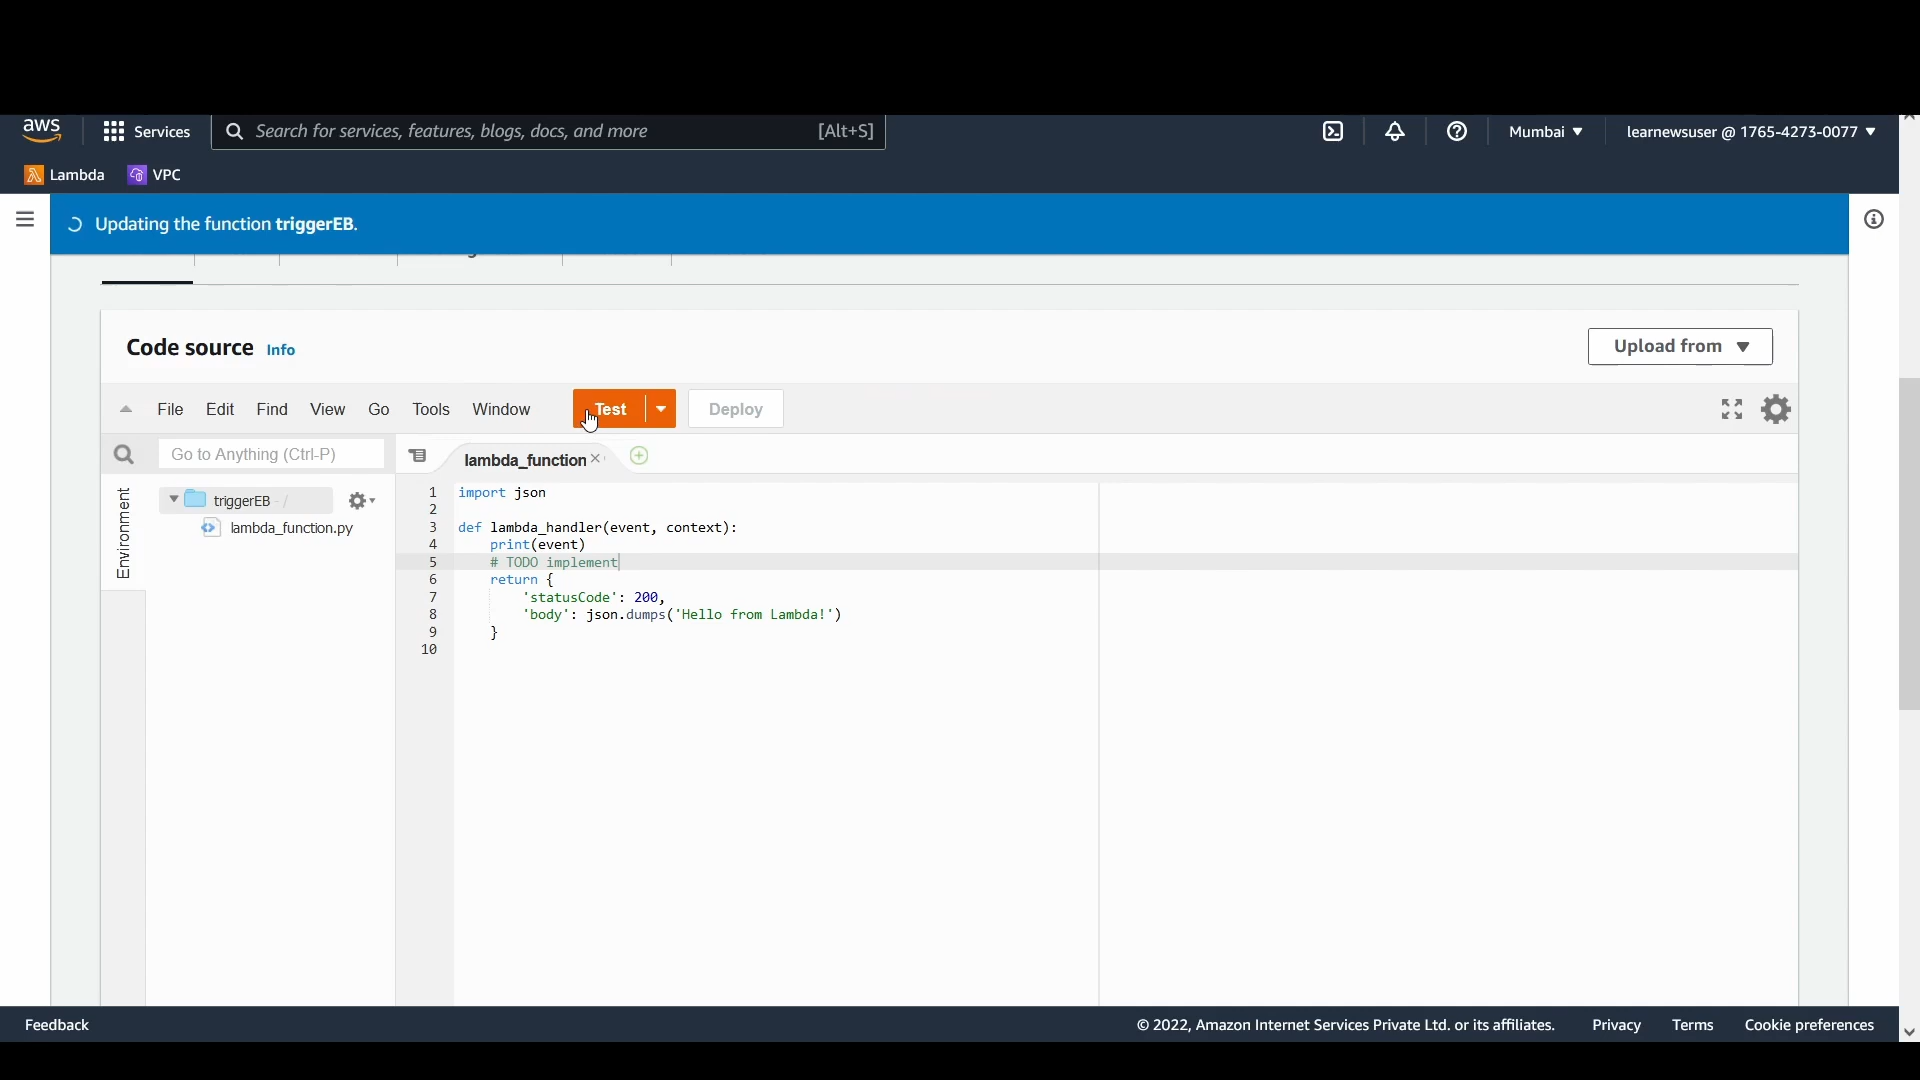 aws Services Search for services, features, blogs, docs, and more [Alt+S] Mumbai learnewsuser @ 1765-4273-0077
Lambda VPC
Updating the function triggerEB.
Code source Info Upload from
File Edit Find View Go Tools Window Test Deploy
Go to Anything (Ctrl-P) lambda_function
Environment
triggerEB - /
lambda_function.py
1 import json
2
3 def lambda_handler(event, context):
4 print(event)
5 # TODO implement
6 return {
7 'statusCode': 200,
8 'body': json.dumps('Hello from Lambda!')
9 }
10
Feedback © 2022, Amazon Internet Services Private Ltd. or its affiliates. Privacy Terms Cookie preferences